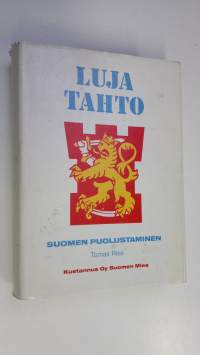 LUJA
TAHTO
SUOMEN PUOLUSTAMINEN
Tomas Ries
Kustannus Oy Suomen Mies